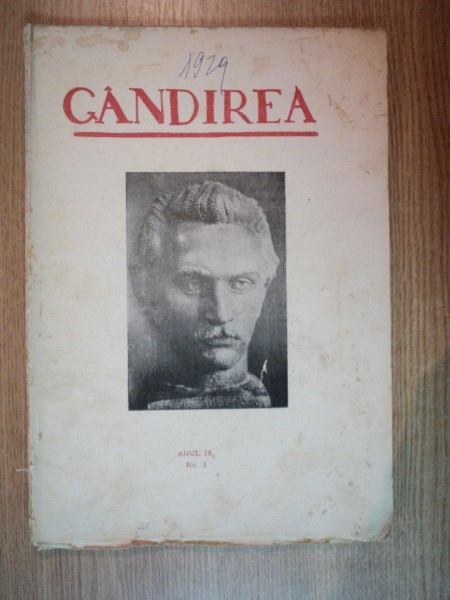 1929
GÂNDIREA
ANUL IX
No. 3